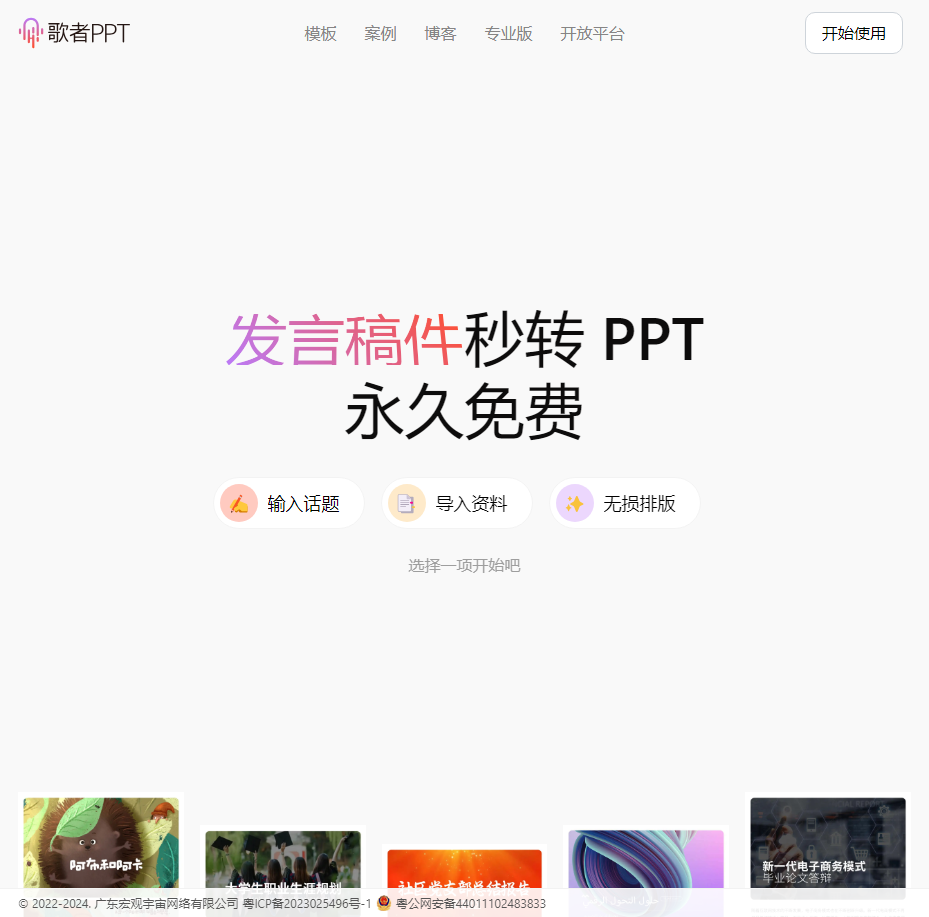 歌者PPT
模板
案例
博客
专业版
开放平台
开始使用
发言稿件秒转 PPT
永久免费
输入话题
导入资料
无损排版
选择一项开始吧
阿布和阿卡
大学生职业生涯规划
社区党支部总结报告
新一代电子商务模式
毕业论文答辩
© 2022-2024. 广东宏观宇宙网络有限公司 粤ICP备2023025496号-1 粤公网安备44011102483833